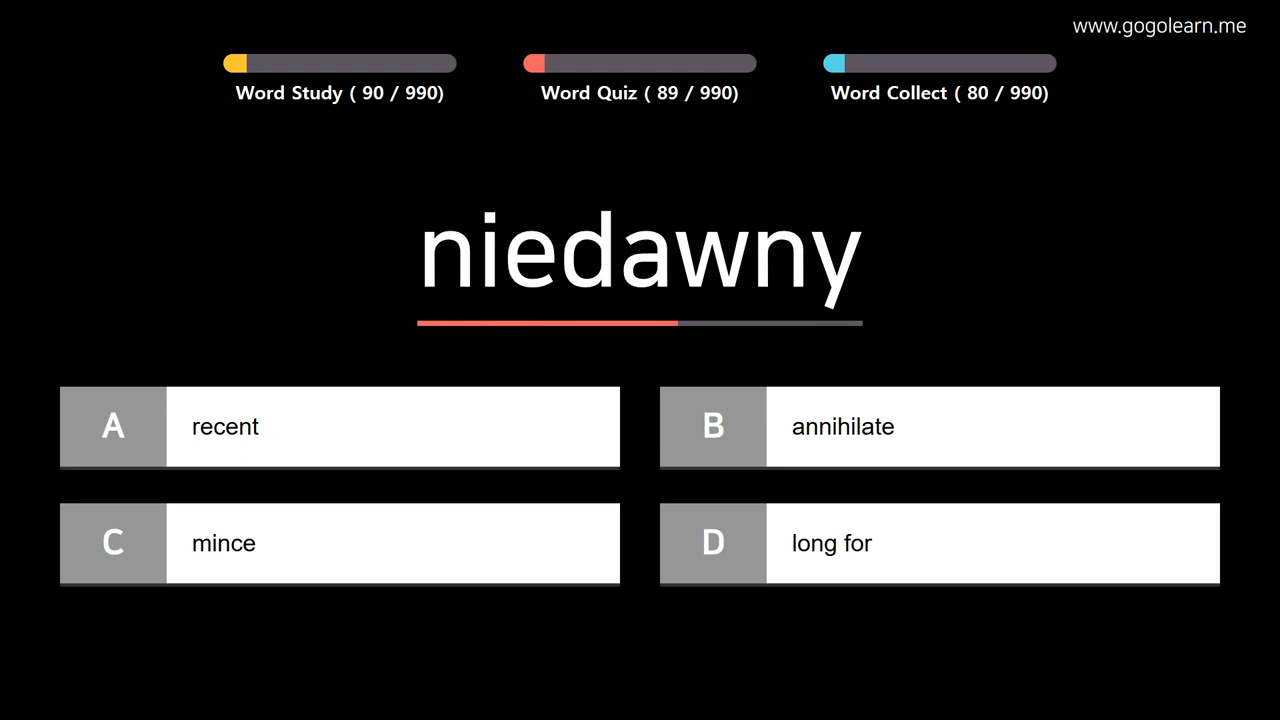 www.gogolearn.me
Word Study ( 90 / 990)
Word Quiz ( 89 / 990)
Word Collect ( 80 / 990)
niedawny
A
recent
B
annihilate
C
mince
D
long for